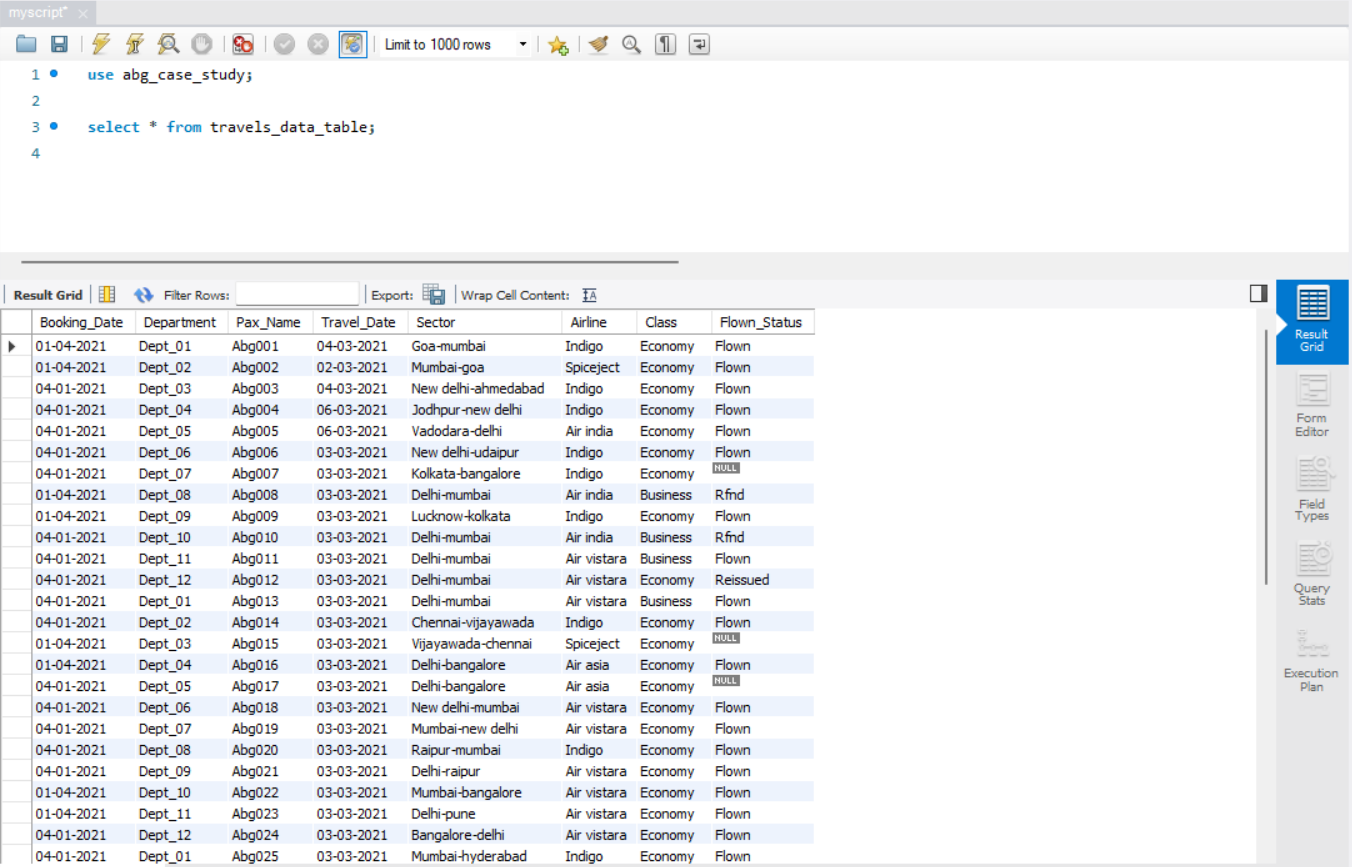 myscript*
Limit to 1000 rows
1 use abg_case_study;
2
3 select * from travels_data_table;
4
Result Grid Filter Rows: Export: Wrap Cell Content: IA
Booking_Date Department Pax_Name Travel_Date Sector Airline Class Flown_Status
01-04-2021 Dept_01 Abg001 04-03-2021 Goa-mumbai Indigo Economy Flown
01-04-2021 Dept_02 Abg002 02-03-2021 Mumbai-goa Spiceject Economy Flown
04-01-2021 Dept_03 Abg003 04-03-2021 New delhi-ahmedabad Indigo Economy Flown
04-01-2021 Dept_04 Abg004 06-03-2021 Jodhpur-new delhi Indigo Economy Flown
04-01-2021 Dept_05 Abg005 06-03-2021 Vadodara-delhi Air india Economy Flown
04-01-2021 Dept_06 Abg006 03-03-2021 New delhi-udaipur Indigo Economy Flown
04-01-2021 Dept_07 Abg007 03-03-2021 Kolkata-bangalore Indigo Economy NULL
01-04-2021 Dept_08 Abg008 03-03-2021 Delhi-mumbai Air india Business Rfnd
01-04-2021 Dept_09 Abg009 03-03-2021 Lucknow-kolkata Indigo Economy Flown
01-04-2021 Dept_10 Abg010 03-03-2021 Delhi-mumbai Air india Business Rfnd
04-01-2021 Dept_11 Abg011 03-03-2021 Delhi-mumbai Air vistara Business Flown
04-01-2021 Dept_12 Abg012 03-03-2021 Delhi-mumbai Air vistara Economy Reissued
04-01-2021 Dept_01 Abg013 03-03-2021 Delhi-mumbai Air vistara Business Flown
04-01-2021 Dept_02 Abg014 03-03-2021 Chennai-vijayawada Indigo Economy Flown
01-04-2021 Dept_03 Abg015 03-03-2021 Vijayawada-chennai Spiceject Economy NULL
01-04-2021 Dept_04 Abg016 03-03-2021 Delhi-bangalore Air asia Economy Flown
01-04-2021 Dept_05 Abg017 03-03-2021 Delhi-bangalore Air asia Economy NULL
04-01-2021 Dept_06 Abg018 03-03-2021 New delhi-mumbai Air vistara Economy Flown
04-01-2021 Dept_07 Abg019 03-03-2021 Mumbai-new delhi Air vistara Economy Flown
04-01-2021 Dept_08 Abg020 03-03-2021 Raipur-mumbai Indigo Economy Flown
04-01-2021 Dept_09 Abg021 03-03-2021 Delhi-raipur Air vistara Economy Flown
01-04-2021 Dept_10 Abg022 03-03-2021 Mumbai-bangalore Air vistara Economy Flown
01-04-2021 Dept_11 Abg023 03-03-2021 Delhi-pune Air vistara Economy Flown
04-01-2021 Dept_12 Abg024 03-03-2021 Bangalore-delhi Air vistara Economy Flown
04-01-2021 Dept_01 Abg025 03-03-2021 Mumbai-hyderabad Indigo Economy Flown
Result
Grid
Form
Editor
Field
Types
Query
Stats
Execution
Plan